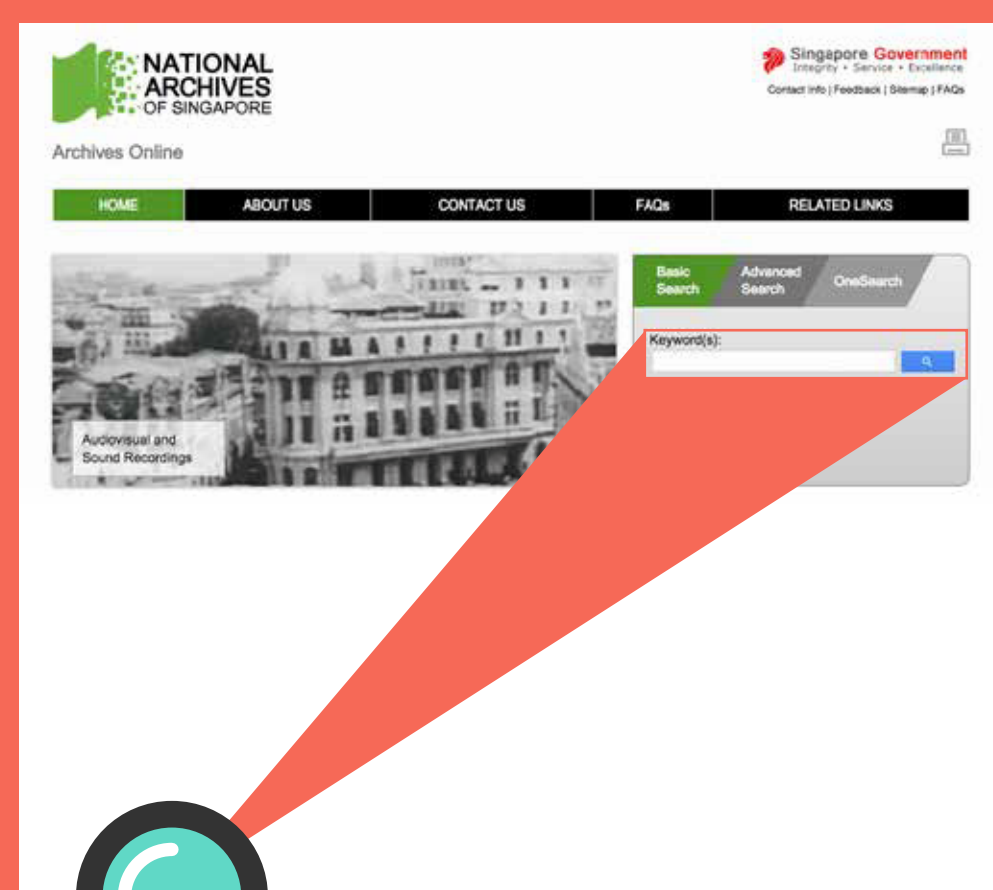 NATIONAL
ARCHIVES
OF SINGAPORE
Singapore Government
Integrity • Service • Excellence
Contact Info | Feedback | Sitemap | FAQs
Archives Online
HOME ABOUT US CONTACT US FAQs RELATED LINKS
Basic
Search
Advanced
Search
OneSearch
Keyword(s):
Audiovisual and
Sound Recordings